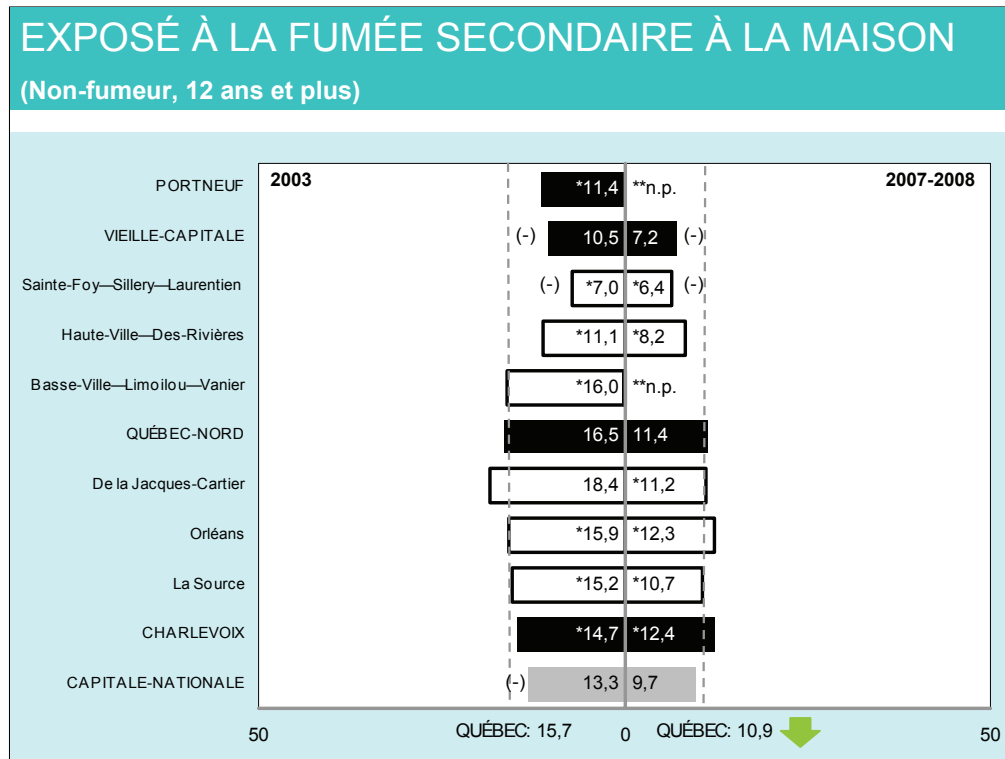 EXPOSÉ À LA FUMÉE SECONDAIRE À LA MAISON
(Non-fumeur, 12 ans et plus)
2003 2007-2008
PORTNEUF *11,4 **n.p.
VIEILLE-CAPITALE (-) 10,5 7,2 (-)
Sainte-Foy—Sillery—Laurentien (-) *7,0 *6,4 (-)
Haute-Ville—Des-Rivières *11,1 *8,2
Basse-Ville—Limoilou—Vanier *16,0 **n.p.
QUÉBEC-NORD 16,5 11,4
De la Jacques-Cartier 18,4 *11,2
Orléans *15,9 *12,3
La Source *15,2 *10,7
CHARLEVOIX *14,7 *12,4
CAPITALE-NATIONALE (-) 13,3 9,7
50 QUÉBEC: 15,7 0 QUÉBEC: 10,9 50